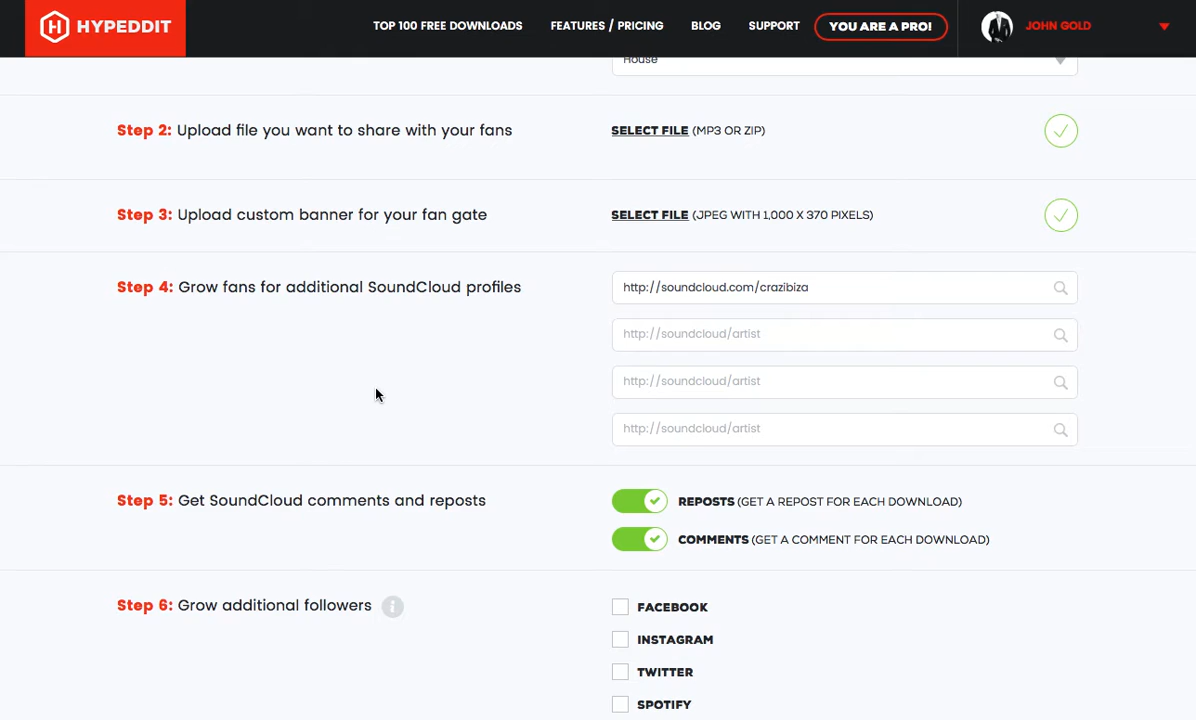 HYPEDDIT
TOP 100 FREE DOWNLOADS
FEATURES / PRICING
BLOG
SUPPORT
YOU ARE A PRO!
JOHN GOLD
House
Step 2: Upload file you want to share with your fans
SELECT FILE (MP3 OR ZIP)
Step 3: Upload custom banner for your fan gate
SELECT FILE (JPEG WITH 1,000 X 370 PIXELS)
Step 4: Grow fans for additional SoundCloud profiles
http://soundcloud.com/crazibiza
http://soundcloud/artist
http://soundcloud/artist
http://soundcloud/artist
Step 5: Get SoundCloud comments and reposts
REPOSTS (GET A REPOST FOR EACH DOWNLOAD)
COMMENTS (GET A COMMENT FOR EACH DOWNLOAD)
Step 6: Grow additional followers i
FACEBOOK
INSTAGRAM
TWITTER
SPOTIFY